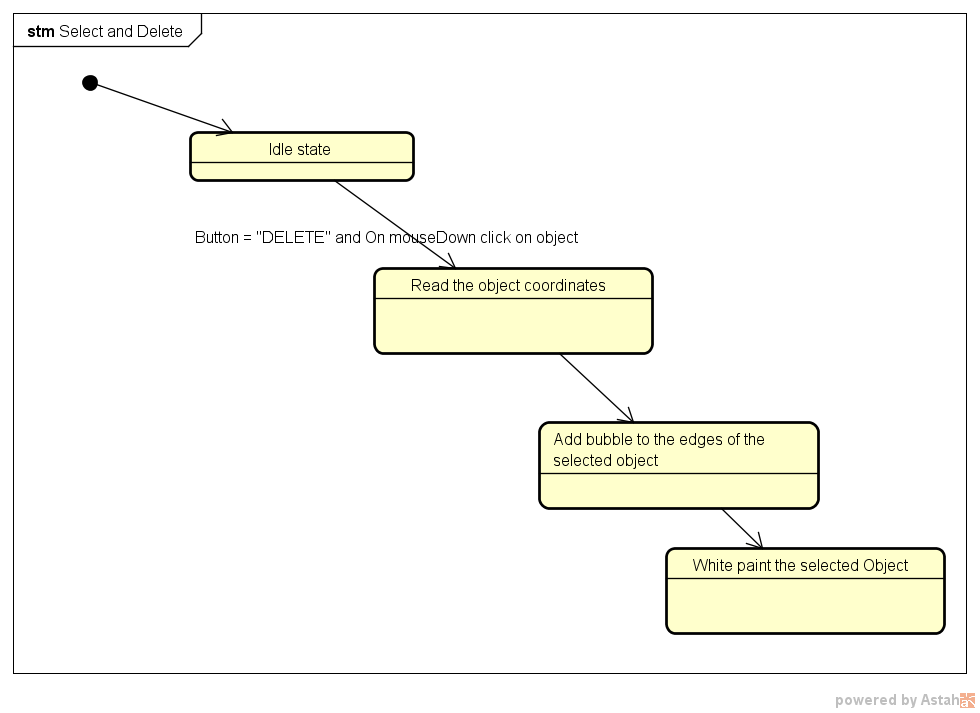 stm Select and Delete
Idle state
Button = "DELETE" and On mouseDown click on object
Read the object coordinates
Add bubble to the edges of the
selected object
White paint the selected Object
powered by Astah